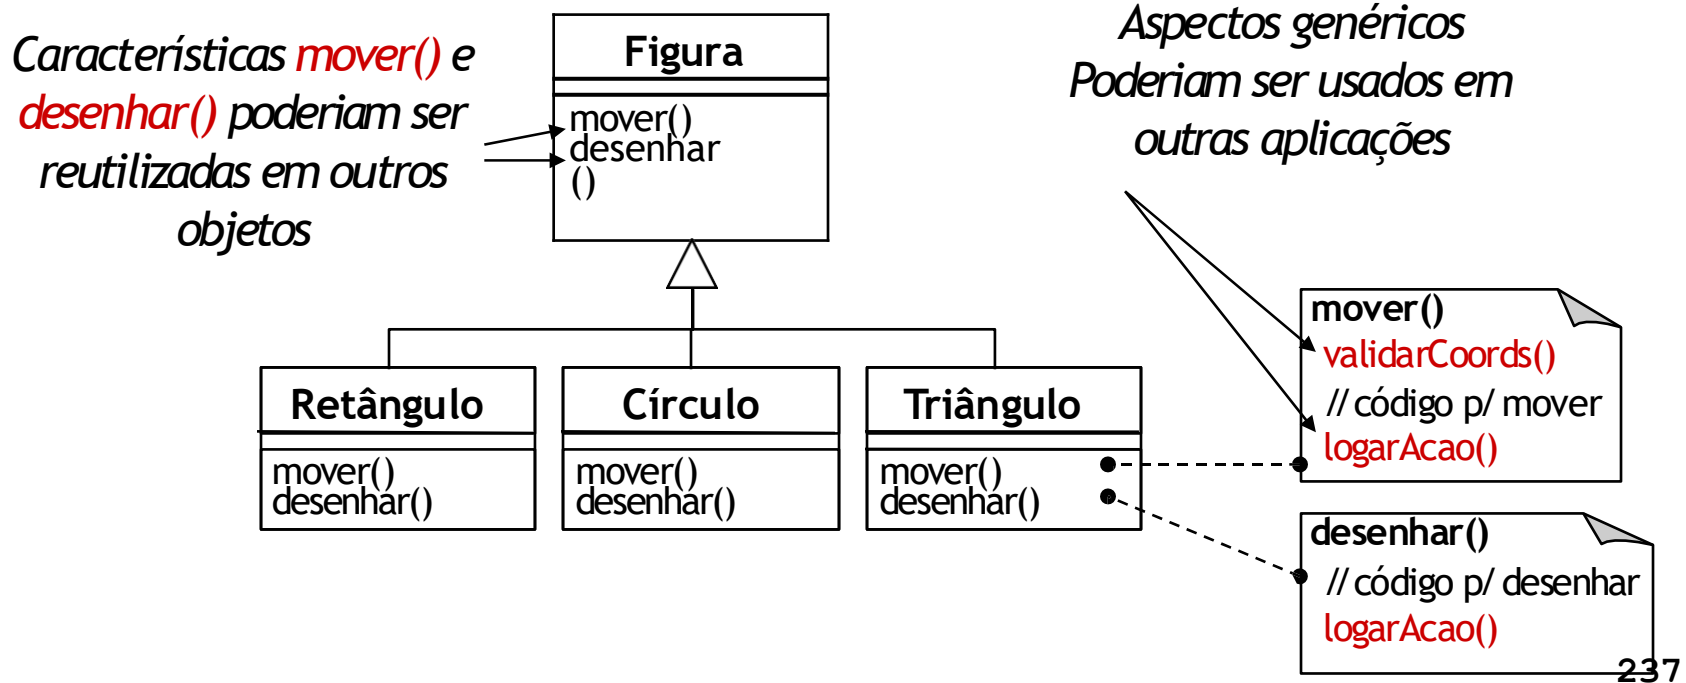 Características mover() e
desenhar() poderiam ser
reutilizadas em outros
objetos
Figura
mover()
desenhar
()
Aspectos genéricos
Poderiam ser usados em
outras aplicações
Retângulo
mover()
desenhar()
Círculo
mover()
desenhar()
Triângulo
mover()
desenhar()
mover()
validarCoords()
// código p/ mover
logarAcao()
desenhar()
// código p/ desenhar
logarAcao()
237